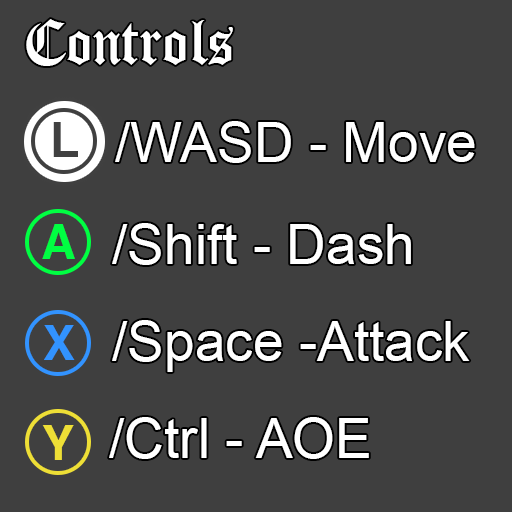 Controls
L /WASD - Move
A /Shift - Dash
X /Space -Attack
Y /Ctrl - AOE